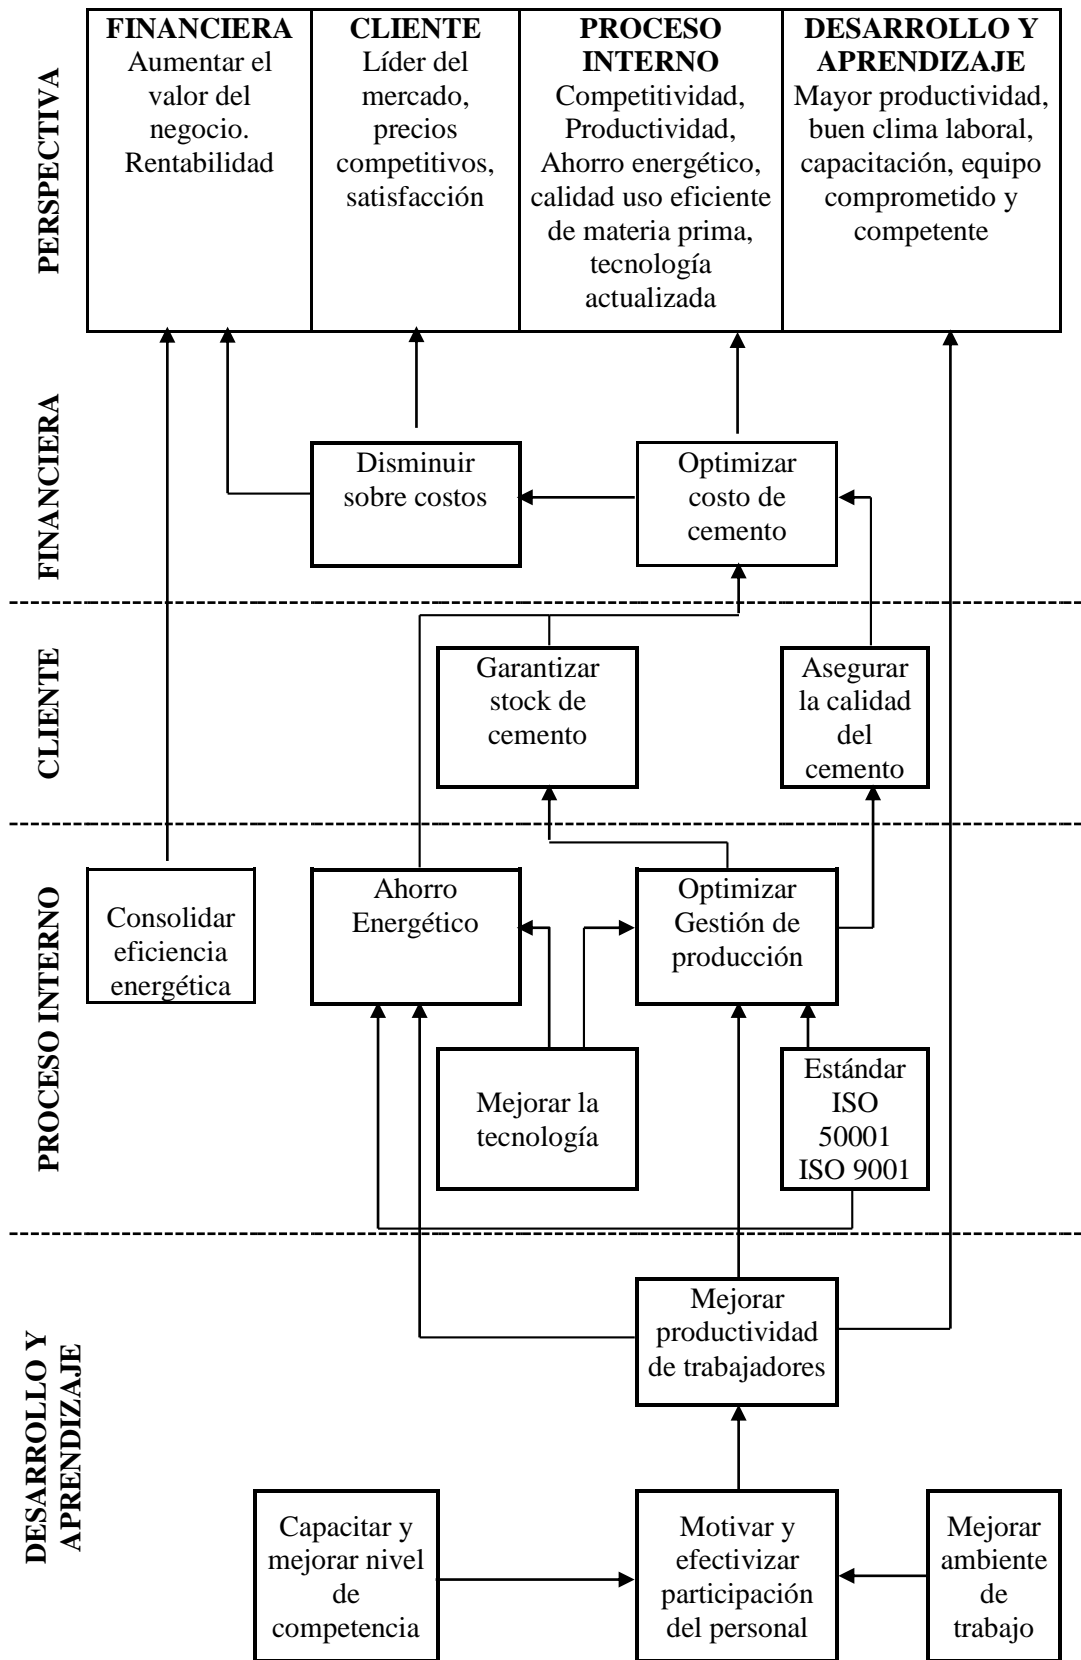 PERSPECTIVA
FINANCIERA
Aumentar el
valor del
negocio.
Rentabilidad
CLIENTE
Líder del
mercado,
precios
competitivos,
satisfacción
PROCESO
INTERNO
Competitividad,
Productividad,
Ahorro energético,
calidad uso eficiente
de materia prima,
tecnología
actualizada
DESARROLLO Y
APRENDIZAJE
Mayor productividad,
buen clima laboral,
capacitación, equipo
comprometido y
competente
FINANCIERA
Disminuir
sobre costos
Optimizar
costo de
cemento
CLIENTE
Garantizar
stock de
cemento
Asegurar
la calidad
del
cemento
PROCESO INTERNO
Consolidar
eficiencia
energética
Ahorro
Energético
Optimizar
Gestión de
producción
Mejorar la
tecnología
Estándar
ISO
50001
ISO 9001
DESARROLLO Y
APRENDIZAJE
Mejorar
productividad
de trabajadores
Capacitar y
mejorar nivel
de
competencia
Motivar y
efectivizar
participación
del personal
Mejorar
ambiente
de
trabajo